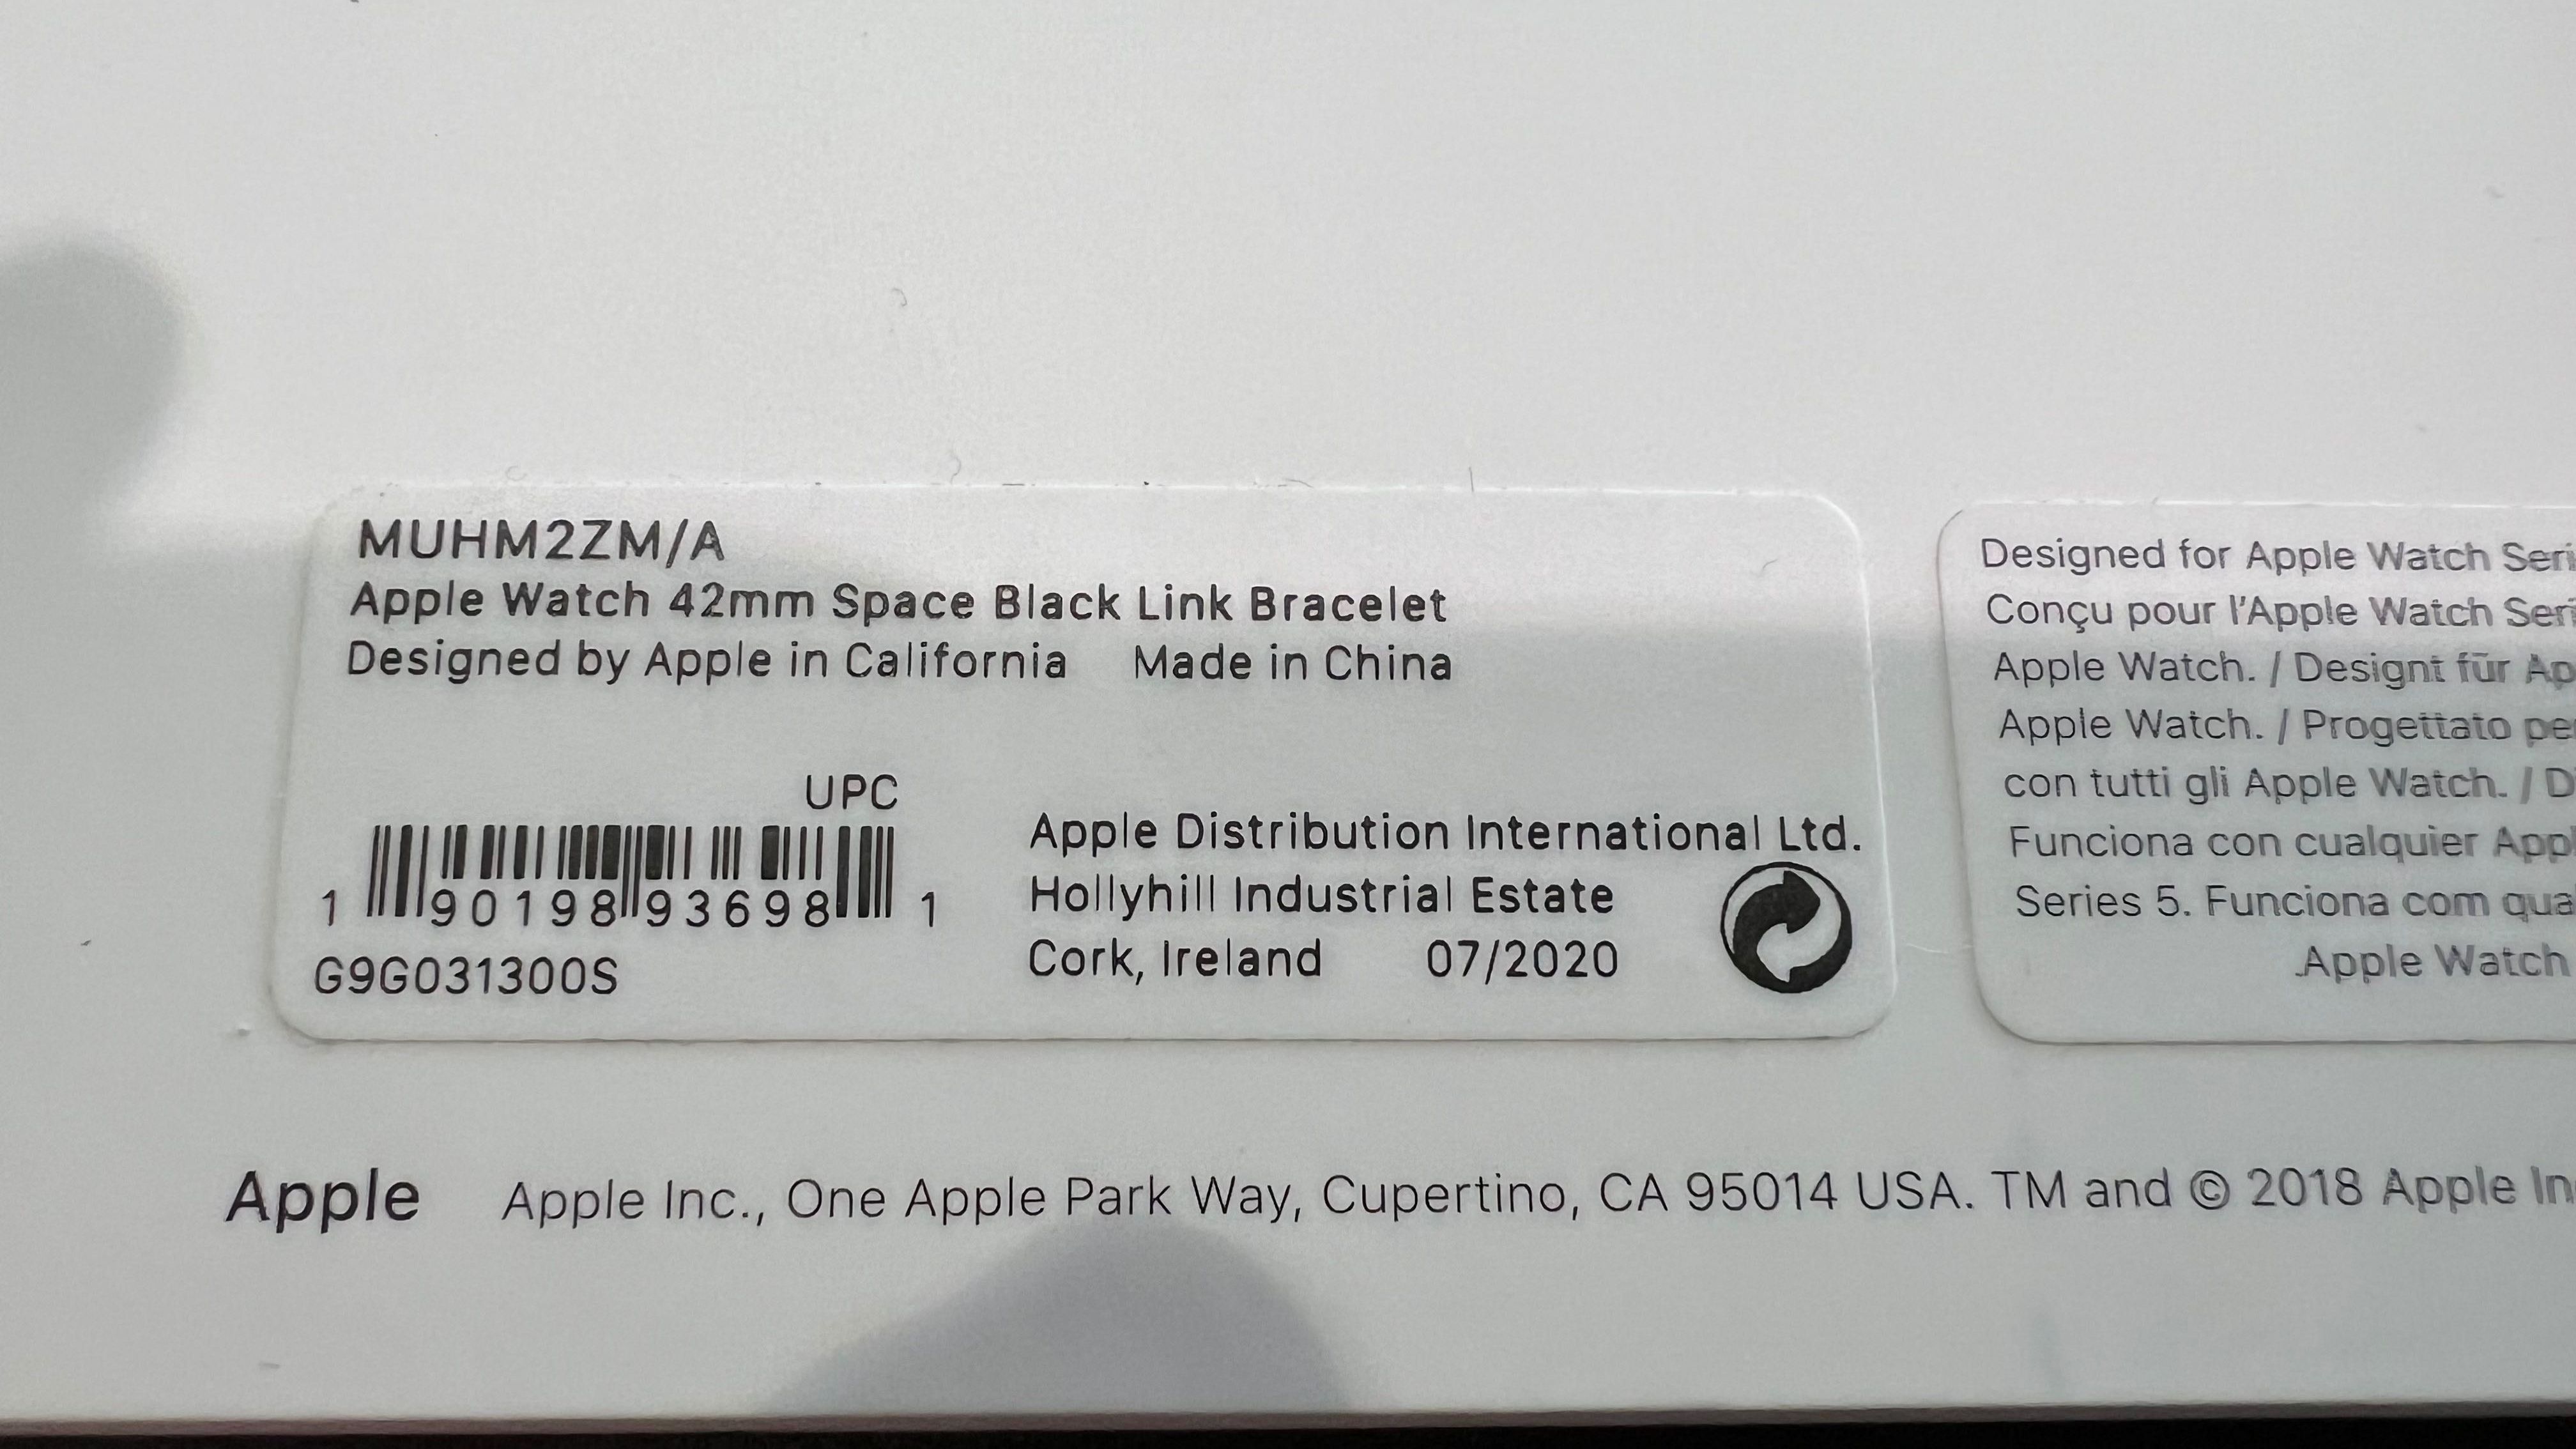 MUHM2ZM/A
Apple Watch 42mm Space Black Link Bracelet
Designed by Apple in California Made in China
UPC
1 90198 93698 1
G9G031300S
Apple Distribution International Ltd.
Hollyhill Industrial Estate
Cork, Ireland 07/2020
Designed for Apple Watch
Conçu pour l'Apple Watch
Apple Watch. / Designt für
Apple Watch. / Progettato
con tutti gli Apple Watch. /
Funciona con cualquier
Series 5. Funciona com
.Apple Watch
Apple Apple Inc., One Apple Park Way, Cupertino, CA 95014 USA. TM and © 2018 Apple